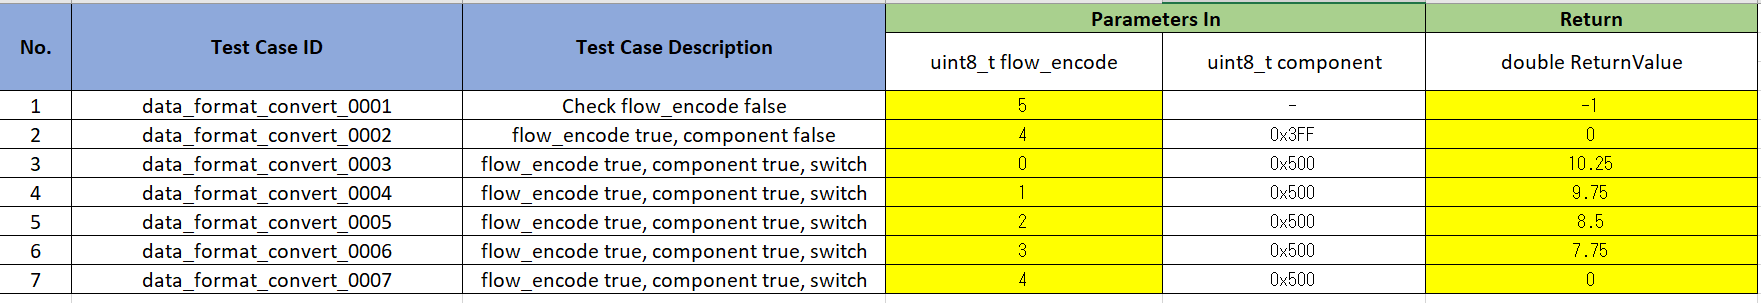 No. Test Case ID Test Case Description Parameters In Return
uint8_t flow_encode uint8_t component double ReturnValue
1 data_format_convert_0001 Check flow_encode false 5 - -1
2 data_format_convert_0002 flow_encode true, component false 4 0x3FF 0
3 data_format_convert_0003 flow_encode true, component true, switch 0 0x500 10.25
4 data_format_convert_0004 flow_encode true, component true, switch 1 0x500 9.75
5 data_format_convert_0005 flow_encode true, component true, switch 2 0x500 8.5
6 data_format_convert_0006 flow_encode true, component true, switch 3 0x500 7.75
7 data_format_convert_0007 flow_encode true, component true, switch 4 0x500 0